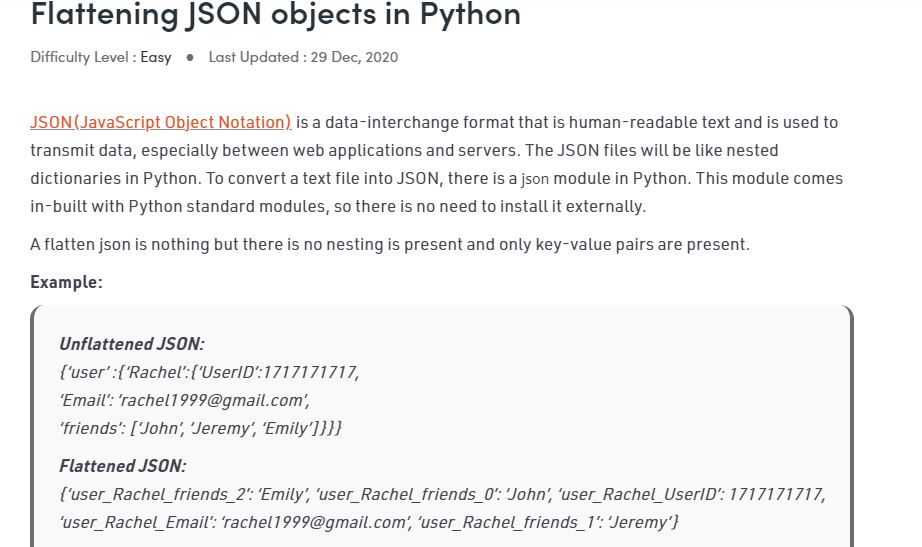 Flattening JSON objects in Python
Difficulty Level : Easy ● Last Updated : 29 Dec, 2020
JSON(JavaScript Object Notation) is a data-interchange format that is human-readable text and is used to
transmit data, especially between web applications and servers. The JSON files will be like nested
dictionaries in Python. To convert a text file into JSON, there is a json module in Python. This module comes
in-built with Python standard modules, so there is no need to install it externally.
A flatten json is nothing but there is no nesting is present and only key-value pairs are present.
Example:
Unflattened JSON:
{‘user’ :{‘Rachel’:{‘UserID’:1717171717,
‘Email’: ‘rachel1999@gmail.com’,
‘friends’: [‘John’, ‘Jeremy’, ‘Emily’]}}}
Flattened JSON:
{‘user_Rachel_friends_2’: ‘Emily’, ‘user_Rachel_friends_0’: ‘John’, ‘user_Rachel_UserID’: 1717171717,
‘user_Rachel_Email’: ‘rachel1999@gmail.com’, ‘user_Rachel_friends_1’: ‘Jeremy’}